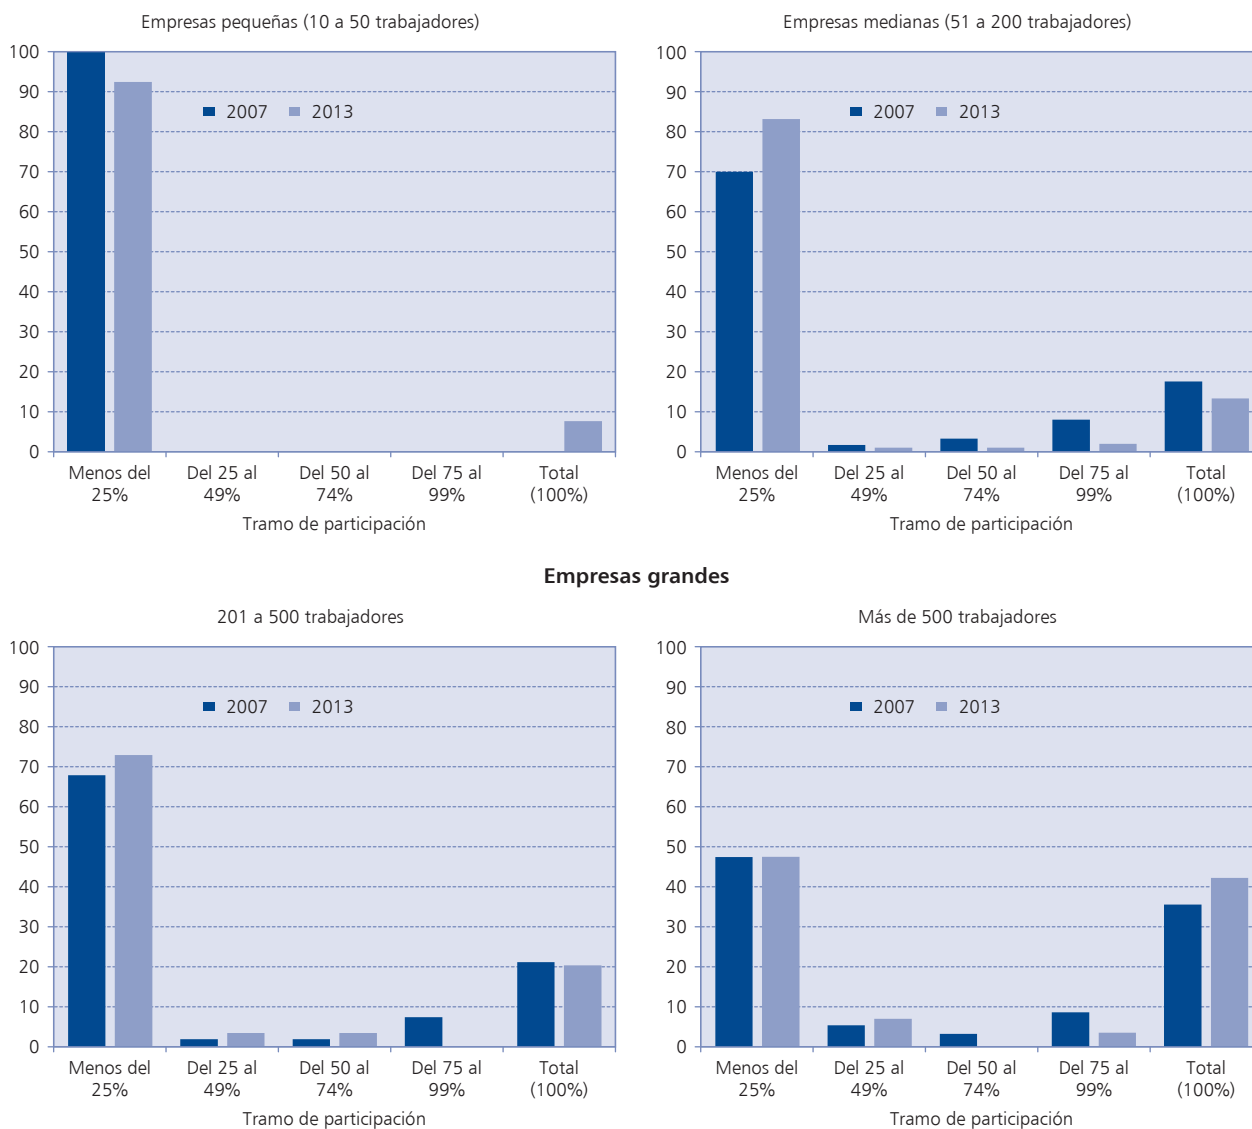 Empresas pequeñas (10 a 50 trabajadores)
100
90
80
70
60
50
40
30
20
10
0
2007 2013
Menos del 25%
Del 25 al 49%
Del 50 al 74%
Del 75 al 99%
Total (100%)
Tramo de participación
Empresas medianas (51 a 200 trabajadores)
100
90
80
70
60
50
40
30
20
10
0
2007 2013
Menos del 25%
Del 25 al 49%
Del 50 al 74%
Del 75 al 99%
Total (100%)
Tramo de participación
Empresas grandes
201 a 500 trabajadores
100
90
80
70
60
50
40
30
20
10
0
2007 2013
Menos del 25%
Del 25 al 49%
Del 50 al 74%
Del 75 al 99%
Total (100%)
Tramo de participación
Más de 500 trabajadores
100
90
80
70
60
50
40
30
20
10
0
2007 2013
Menos del 25%
Del 25 al 49%
Del 50 al 74%
Del 75 al 99%
Total (100%)
Tramo de participación